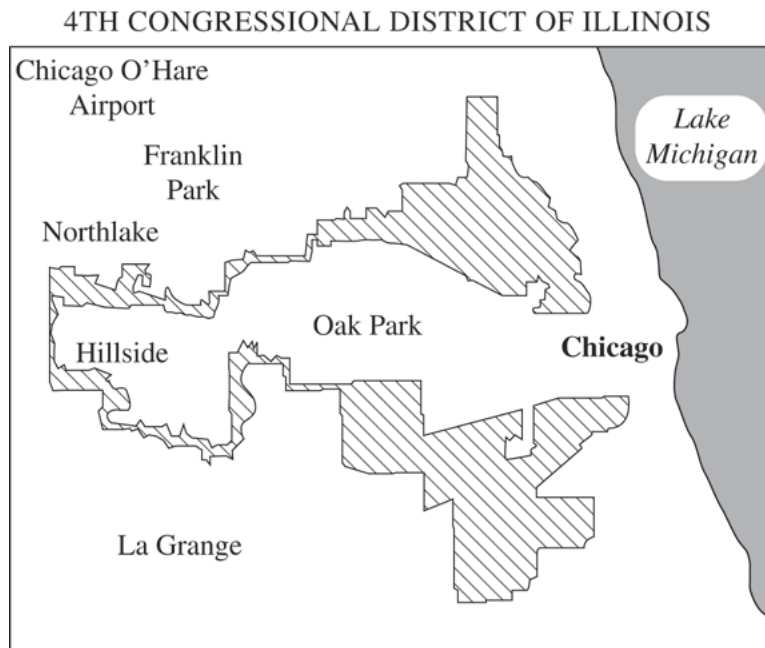 4TH CONGRESSIONAL DISTRICT OF ILLINOIS
Chicago O'Hare
Airport
Lake
Michigan
Franklin
Park
Northlake
Oak Park
Hillside
Chicago
La Grange